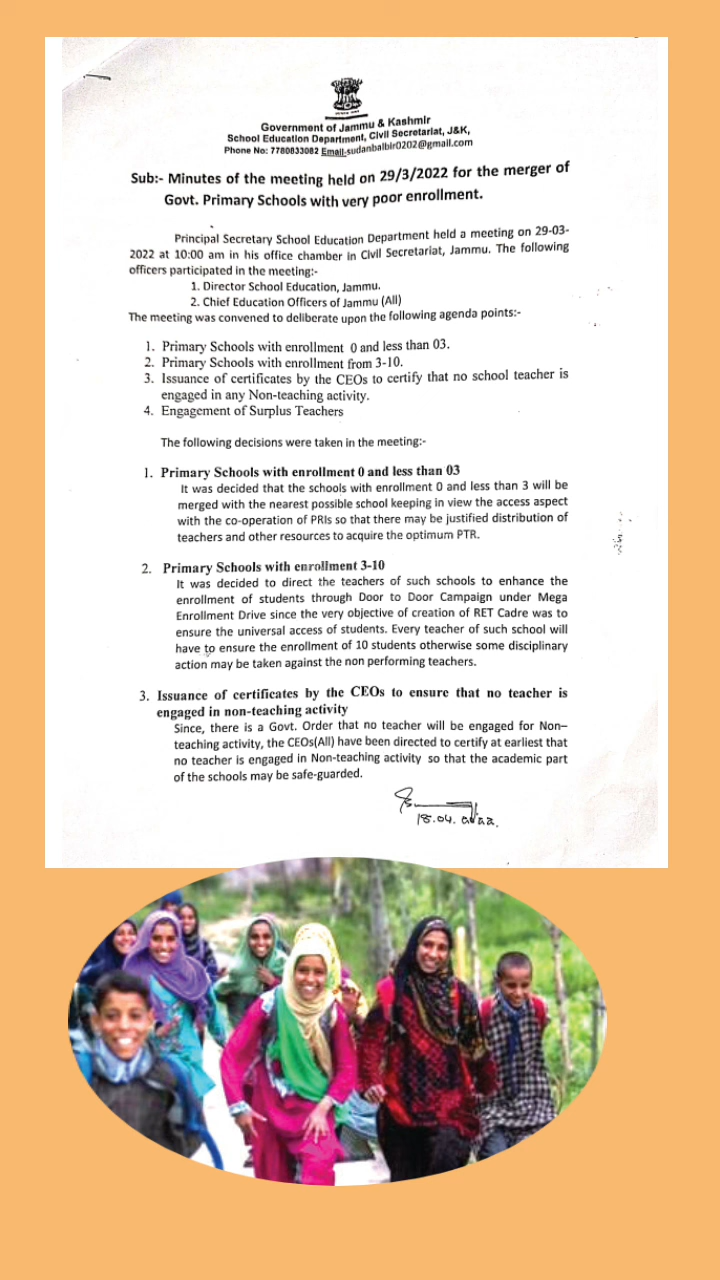 Government of Jammu & Kashmir
School Education Department, Civil Secretariat, J&K,
Phone No: 7780833082 Email-sudanbalbir0202@gmail.com
Sub:- Minutes of the meeting held on 29/3/2022 for the merger of
Govt. Primary Schools with very poor enrollment.
Principal Secretary School Education Department held a meeting on 29-03-
2022 at 10:00 am in his office chamber in Civil Secretariat, Jammu. The following
officers participated in the meeting:-
1. Director School Education, Jammu.
2. Chief Education Officers of Jammu (All)
The meeting was convened to deliberate upon the following agenda points:-
1. Primary Schools with enrollment 0 and less than 03.
2. Primary Schools with enrollment from 3-10.
3. Issuance of certificates by the CEOs to certify that no school teacher is
engaged in any Non-teaching activity.
4. Engagement of Surplus Teachers
The following decisions were taken in the meeting:-
1. Primary Schools with enrollment 0 and less than 03
It was decided that the schools with enrollment 0 and less than 3 will be
merged with the nearest possible school keeping in view the access aspect
with the co-operation of PRIs so that there may be justified distribution of
teachers and other resources to acquire the optimum PTR.
2. Primary Schools with enrollment 3-10
It was decided to direct the teachers of such schools to enhance the
enrollment of students through Door to Door Campaign under Mega
Enrollment Drive since the very objective of creation of RET Cadre was to
ensure the universal access of students. Every teacher of such school will
have to ensure the enrollment of 10 students otherwise some disciplinary
action may be taken against the non performing teachers.
3. Issuance of certificates by the CEOs to ensure that no teacher is
engaged in non-teaching activity
Since, there is a Govt. Order that no teacher will be engaged for Non–
teaching activity, the CEOs(All) have been directed to certify at earliest that
no teacher is engaged in Non-teaching activity so that the academic part
of the schools may be safe-guarded.
18.04.2022.